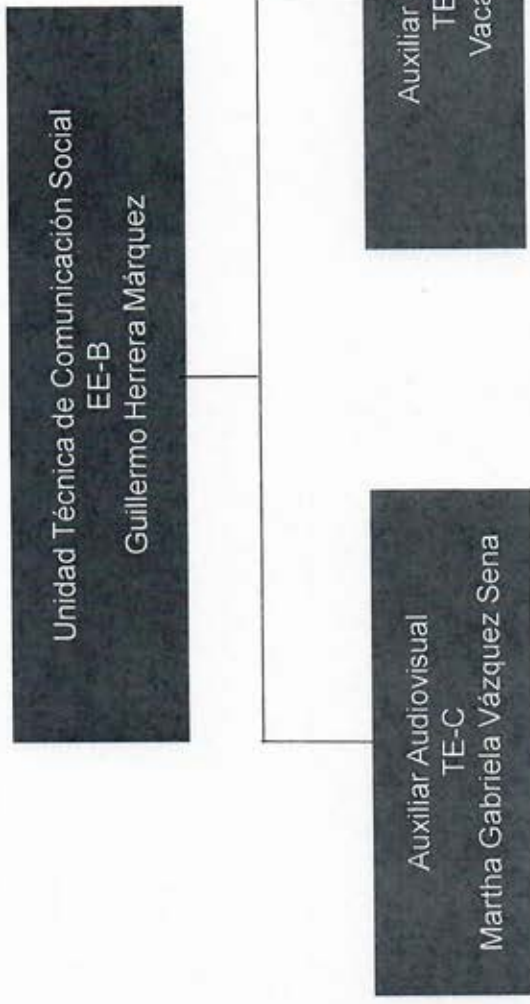 Unidad Técnica de Comunicación Social
EE-B
Guillermo Herrera Márquez
Auxiliar Audiovisual
TE-C
Martha Gabriela Vázquez Sena
Auxiliar